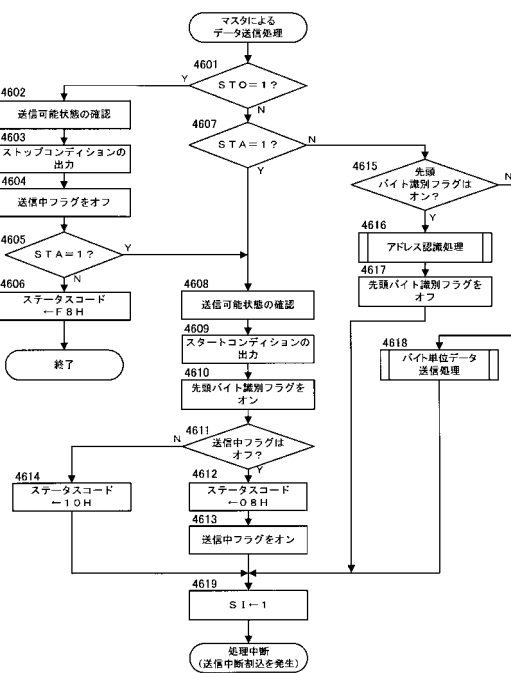 マスタによる
データ送信処理
4601
STO=1?
Y
N
4602
送信可能状態の確認
4603
ストップコンディションの
出力
4604
送信中フラグをオフ
4605
STA=1?
Y
N
4606
ステータスコード
←F8H
終了
4607
STA=1?
N
Y
4608
送信可能状態の確認
4609
スタートコンディションの
出力
4610
先頭バイト識別フラグを
オン
4611
送信中フラグは
オフ?
N
Y
4612
ステータスコード
←08H
4613
送信中フラグをオン
4614
ステータスコード
←10H
4615
先頭
バイト識別フラグは
オン?
N
Y
4616
アドレス認識処理
4617
先頭バイト識別フラグを
オフ
4618
バイト単位データ
送信処理
4619
SI←1
処理中断
(送信中断割込を発生)